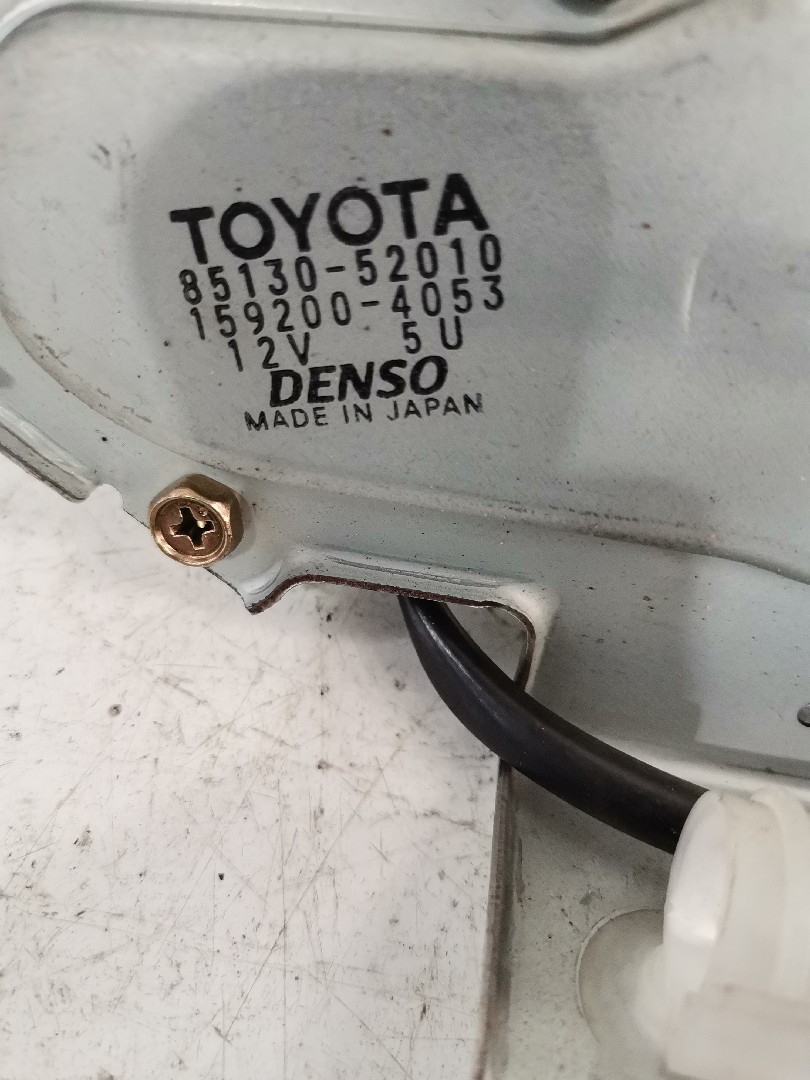 TOYOTA
85130-52010
159200-4053
12V 5U
DENSO
MADE IN JAPAN